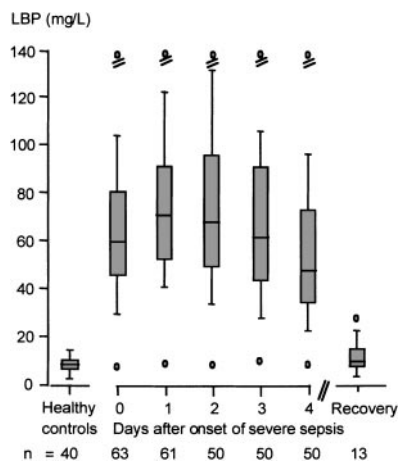 LBP (mg/L)
140
120
100
80
60
40
20
0
Healthy controls
0 1 2 3 4
Recovery
Days after onset of severe sepsis
n = 40 63 61 50 50 50 13